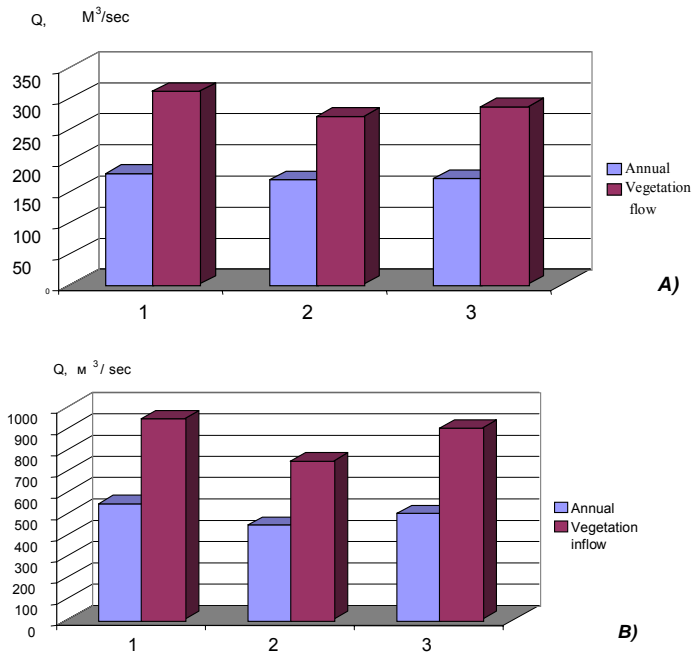 Q, М³/sec
350
300
250
200
150
100
50
0
1 2 3
Annual
Vegetation
flow
A)
Q, м ³/ sec
1000
900
800
700
600
500
400
300
200
100
0
1 2 3
Annual
Vegetation
inflow
B)